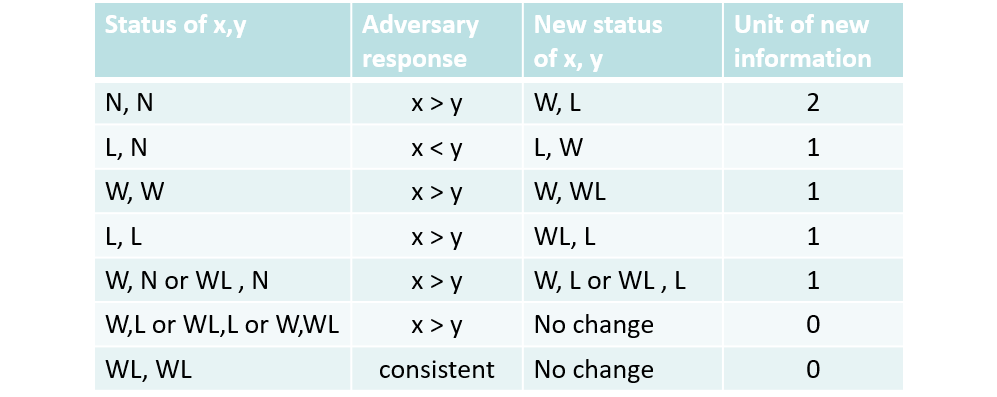 Status of x,y Adversary response New status of x, y Unit of new information
N, N x > y W, L 2
L, N x < y L, W 1
W, W x > y W, WL 1
L, L x > y WL, L 1
W, N or WL , N x > y W, L or WL , L 1
W,L or WL,L or W,WL x > y No change 0
WL, WL consistent No change 0